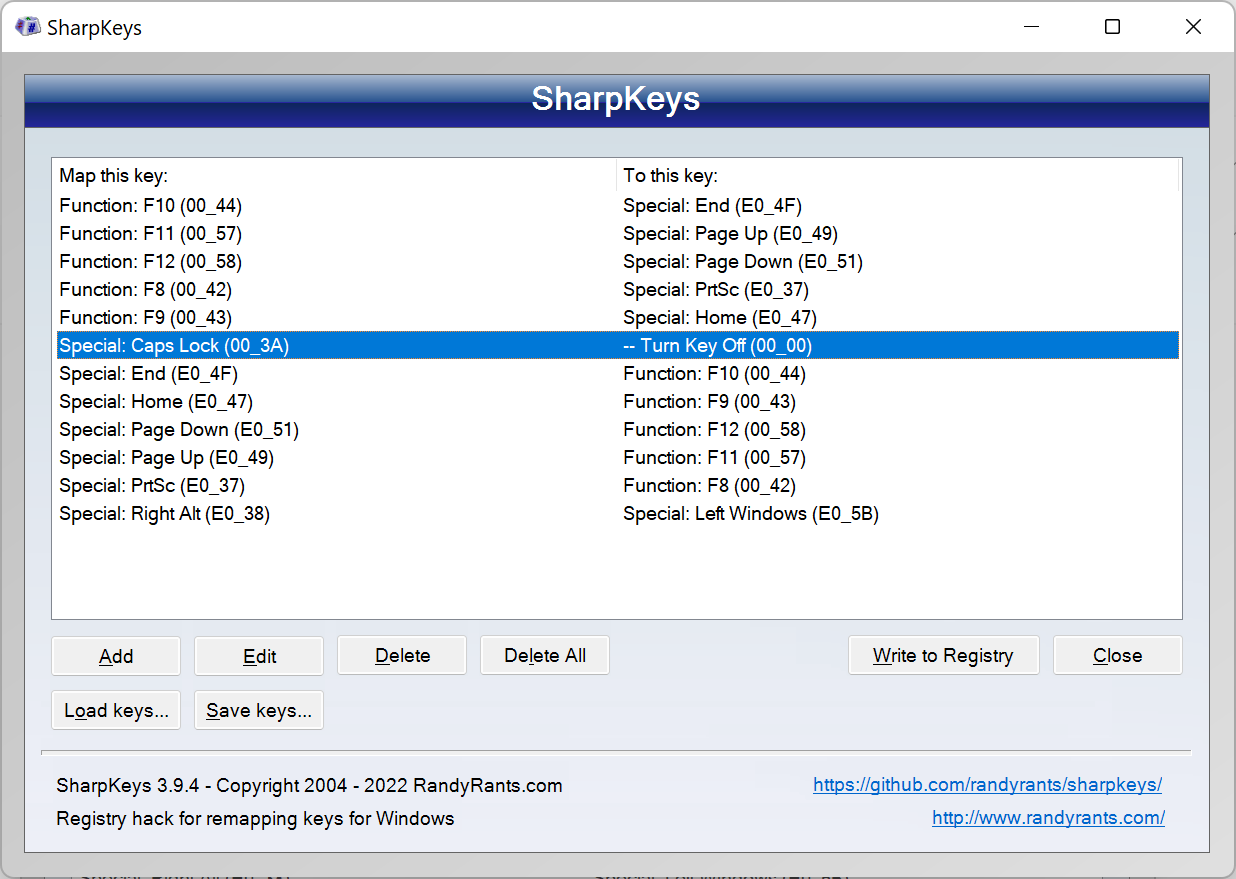 SharpKeys
SharpKeys
Map this key: To this key:
Function: F10 (00_44) Special: End (E0_4F)
Function: F11 (00_57) Special: Page Up (E0_49)
Function: F12 (00_58) Special: Page Down (E0_51)
Function: F8 (00_42) Special: PrtSc (E0_37)
Function: F9 (00_43) Special: Home (E0_47)
Special: Caps Lock (00_3A) -- Turn Key Off (00_00)
Special: End (E0_4F) Function: F10 (00_44)
Special: Home (E0_47) Function: F9 (00_43)
Special: Page Down (E0_51) Function: F12 (00_58)
Special: Page Up (E0_49) Function: F11 (00_57)
Special: PrtSc (E0_37) Function: F8 (00_42)
Special: Right Alt (E0_38) Special: Left Windows (E0_5B)
Add Edit Delete Delete All Write to Registry Close
Load keys... Save keys...
SharpKeys 3.9.4 - Copyright 2004 - 2022 RandyRants.com https://github.com/randyrants/sharpkeys/
Registry hack for remapping keys for Windows http://www.randyrants.com/